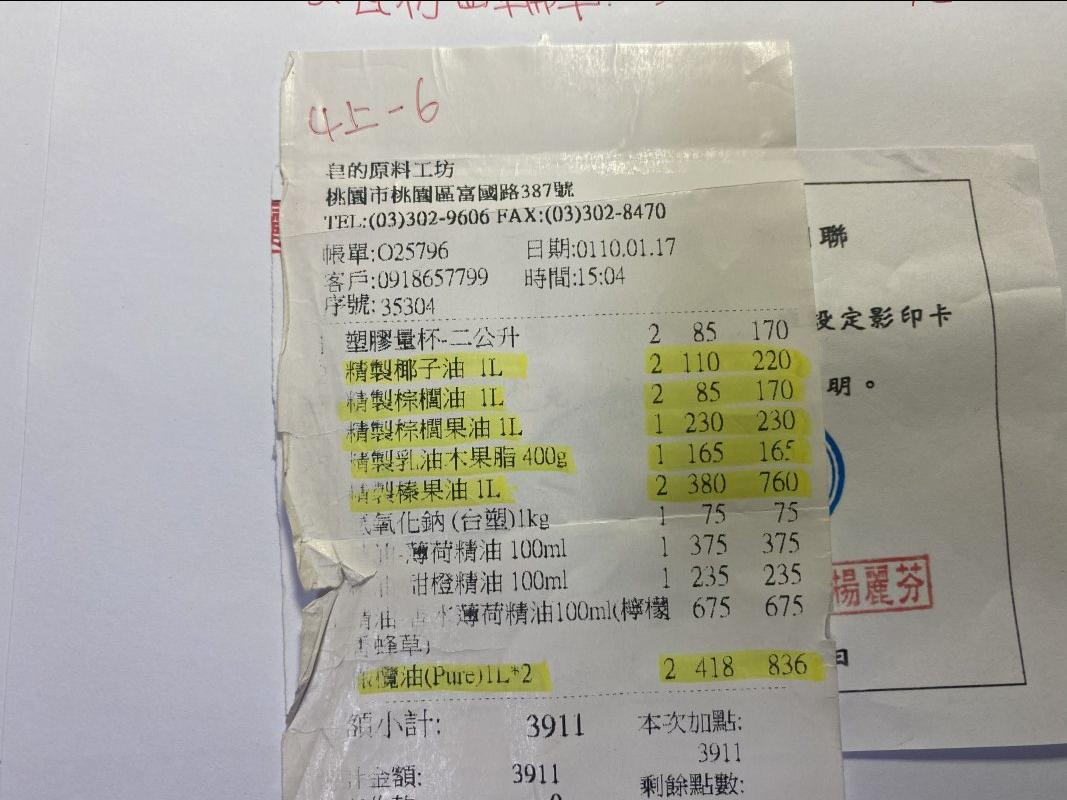 4上-6
皂的原料工坊
桃園市桃園區富國路387號
TEL:(03)302-9606 FAX:(03)302-8470
帳單:O25796 日期:0110.01.17
客戶:0918657799 時間:15:04
序號:35304
塑膠量杯-二公升 2 85 170
精製椰子油 1L 2 110 220
精製棕櫚油 1L 2 85 170
精製棕櫚果油 1L 1 230 230
精製乳油木果脂 400g 1 165 165
精製榛果油 1L 2 380 760
氧化鈉(台塑)1kg 1 75 75
油-薄荷精油 100ml 1 375 375
甜橙精油 100ml 1 235 235
精油 水薄荷精油100ml(檸檬 675 675
蜂草)
欖油(Pure)1L*2 2 418 836
額小計: 3911 本次加點:
3911
金額: 3911 剩餘點數:
聯
設定影印卡
明。
楊麗芬
日